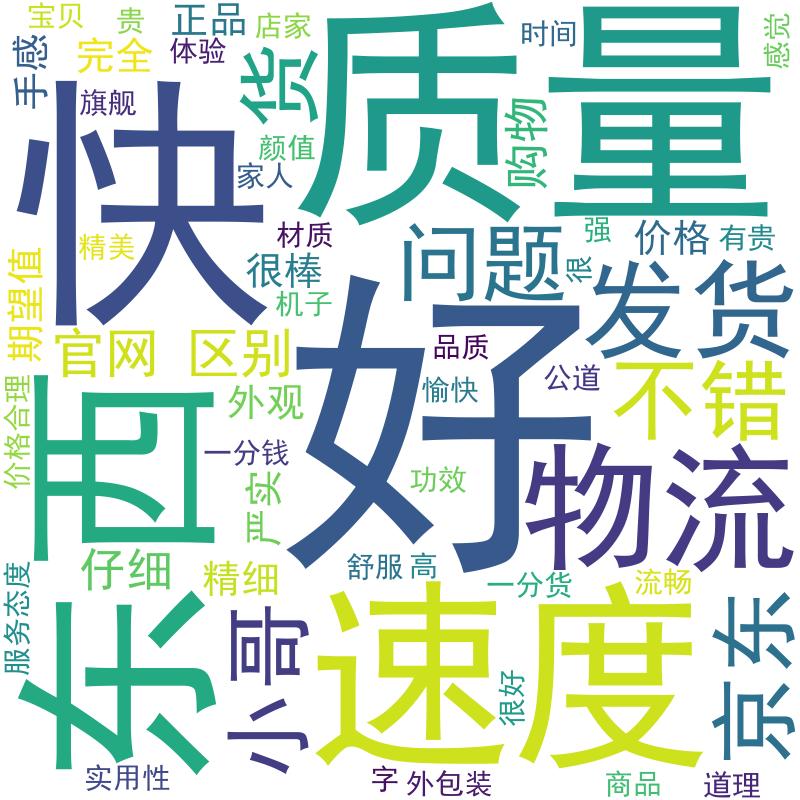 宝贝
贵
正品
店家
质量
时间
感觉
手感
完全
体验
货
旗舰
快
颜值
购物
家人
精美
材质
很棒
问题
强
价格
有贵
很
机子
发货
期望值
官网
区别
好
品质
公道
不错
愉快
价格合理
东西
外观
一分钱
严实
功效
物流
仔细
精细
舒服
高
一分货
流畅
服务态度
小哥
速度
很好
京东
实用性
字
外包装
商品
道理